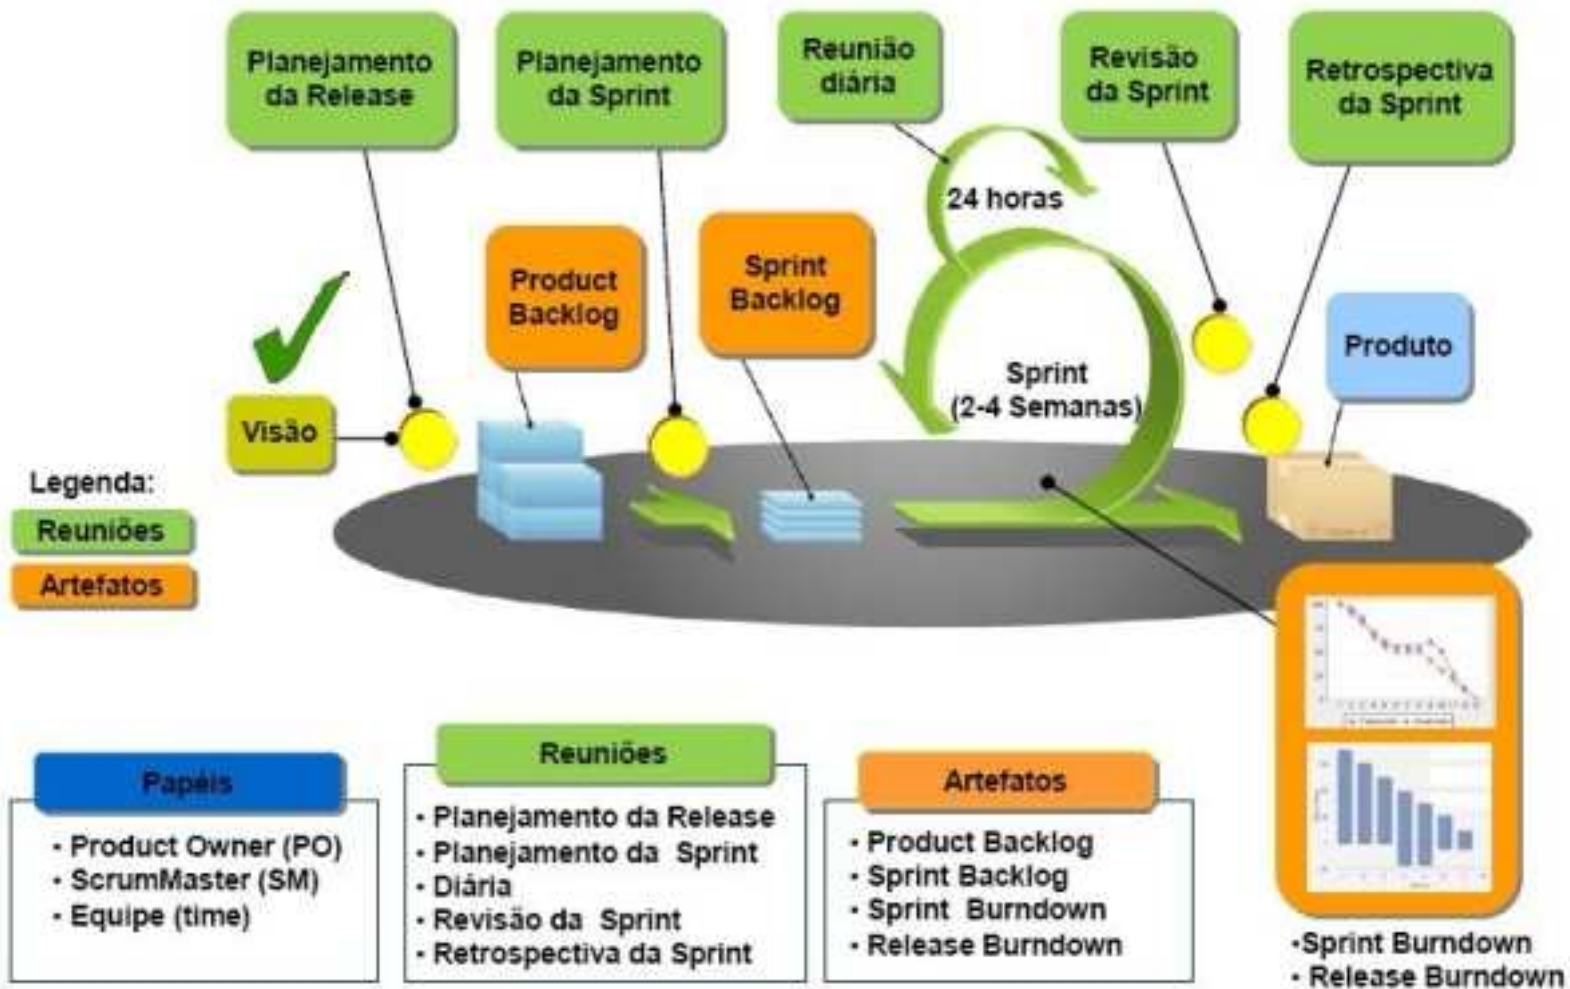 Planejamento
da Release
Planejamento
da Sprint
Reunião
diária
Revisão
da Sprint
Retrospectiva
da Sprint
24 horas
Product
Backlog
Sprint
Backlog
Produto
Sprint
(2-4 Semanas)
Visão
Legenda:
Reuniões
Artefatos
Papéis
• Product Owner (PO)
• ScrumMaster (SM)
• Equipe (time)
Reuniões
• Planejamento da Release
• Planejamento da Sprint
• Diária
• Revisão da Sprint
• Retrospectiva da Sprint
Artefatos
• Product Backlog
• Sprint Backlog
• Sprint Burndown
• Release Burndown
•Sprint Burndown
• Release Burndown